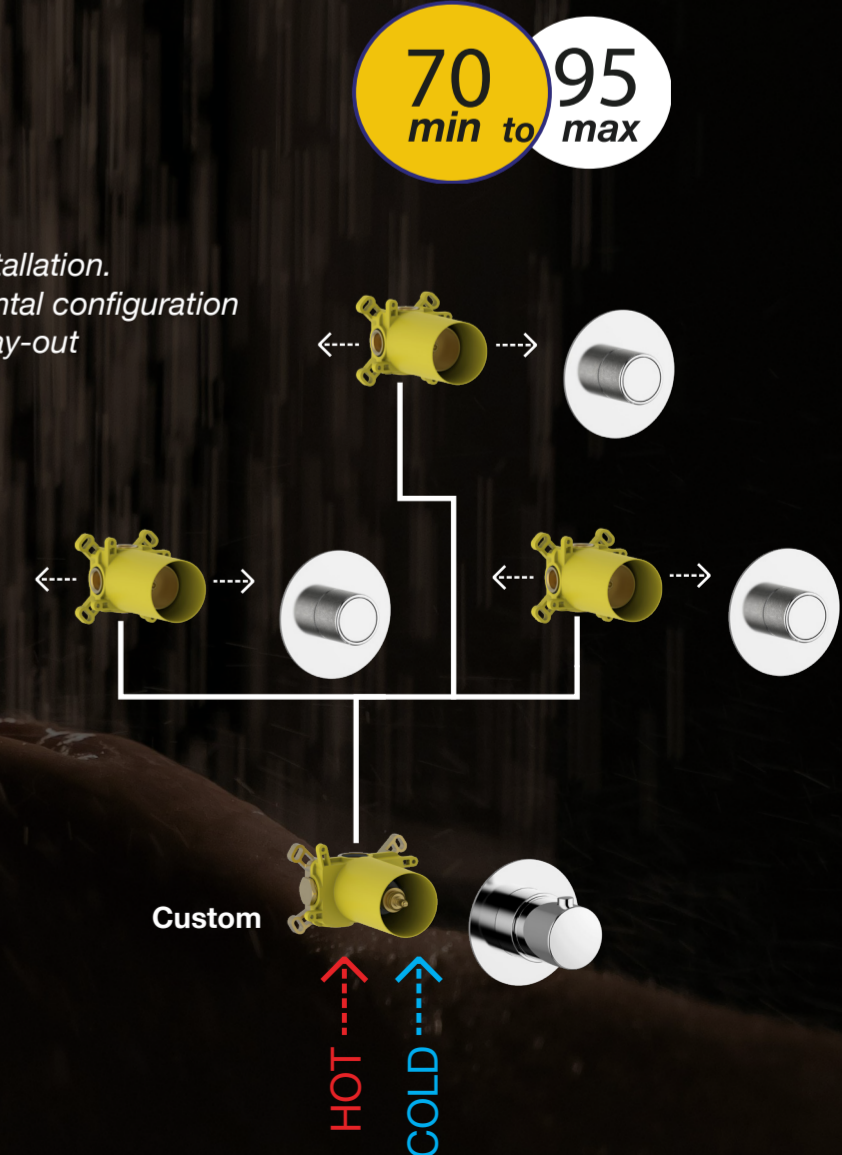 70 95
min to max
tallation.
ntal configuration
ay-out
Custom
HOT
COLD